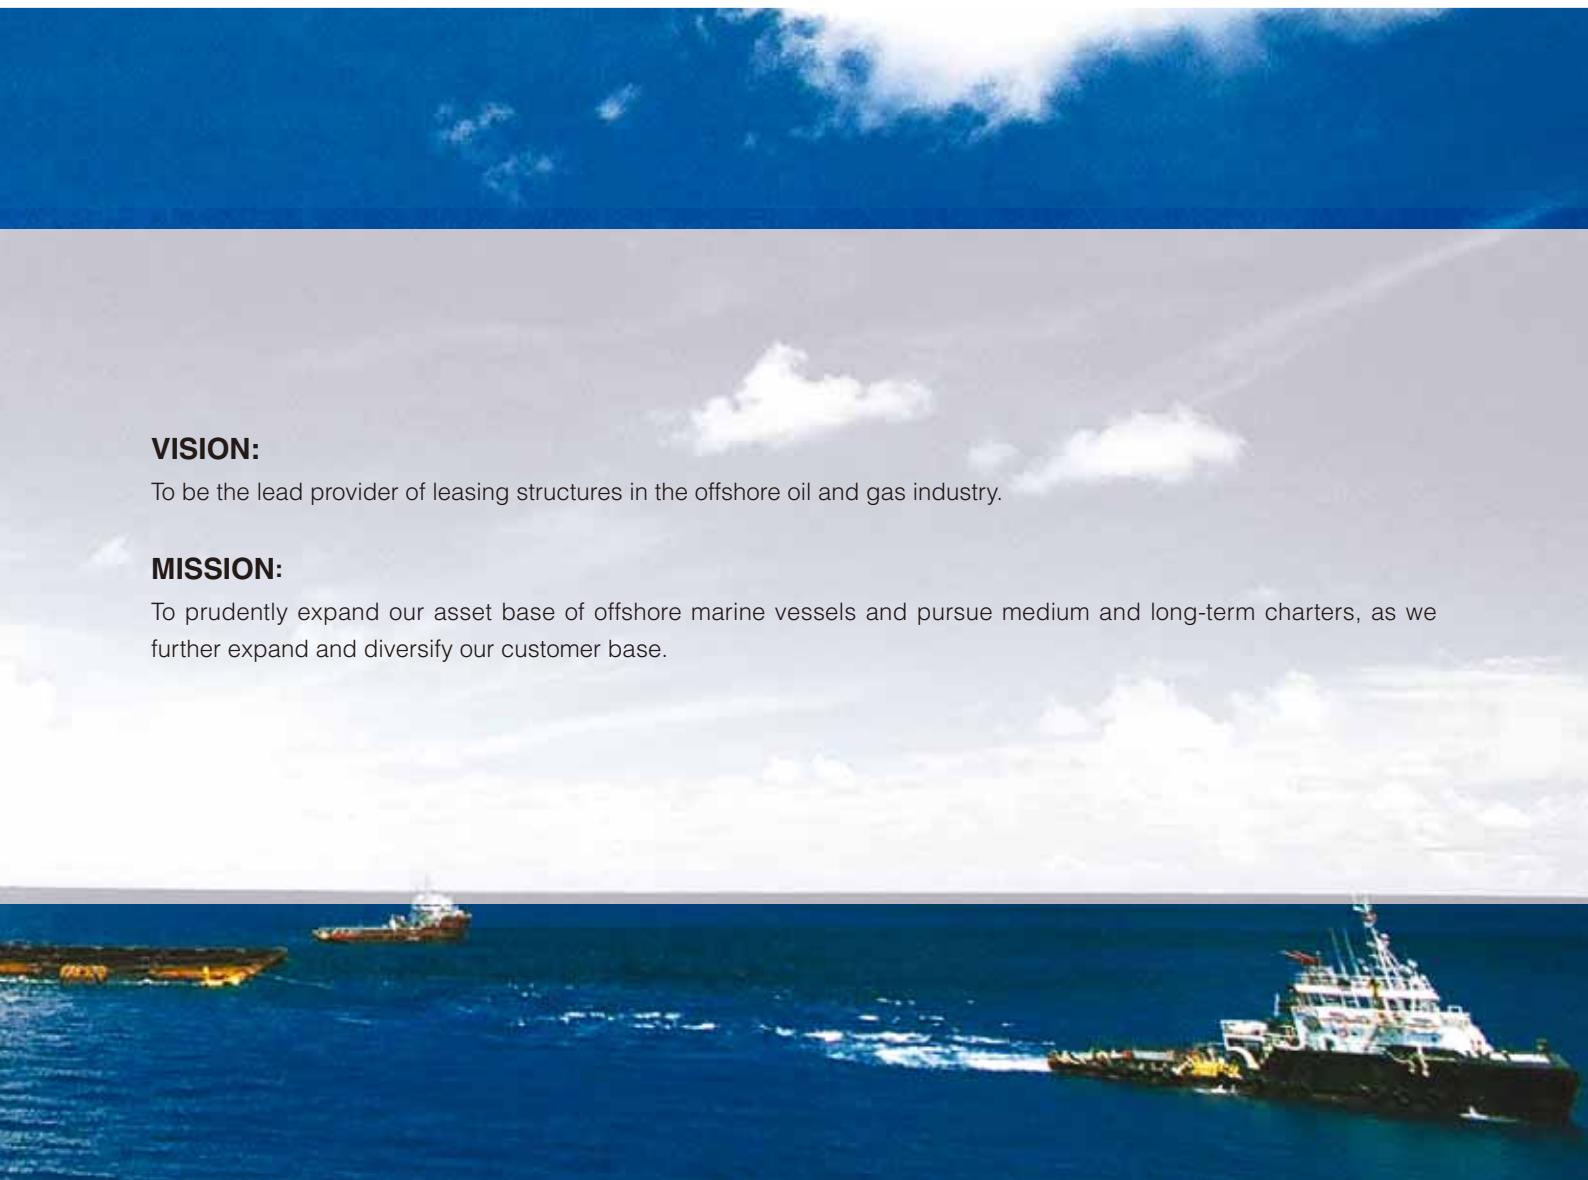 VISION:
To be the lead provider of leasing structures in the offshore oil and gas industry.
MISSION:
To prudently expand our asset base of offshore marine vessels and pursue medium and long-term charters, as we
further expand and diversify our customer base.